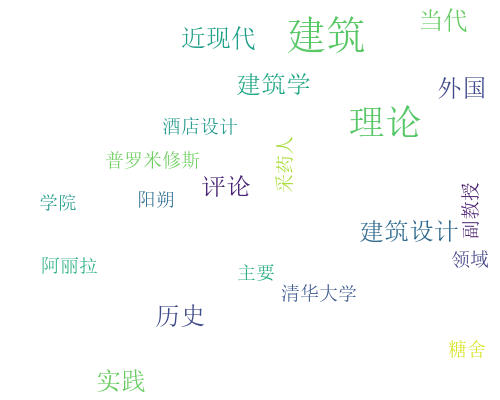 当代
近现代
建筑
建筑学
外国
酒店设计
理论
普罗米修斯
采药人
评论
学院
阳朔
副教授
建筑设计
阿丽拉
主要
领域
清华大学
历史
糖舍
实践